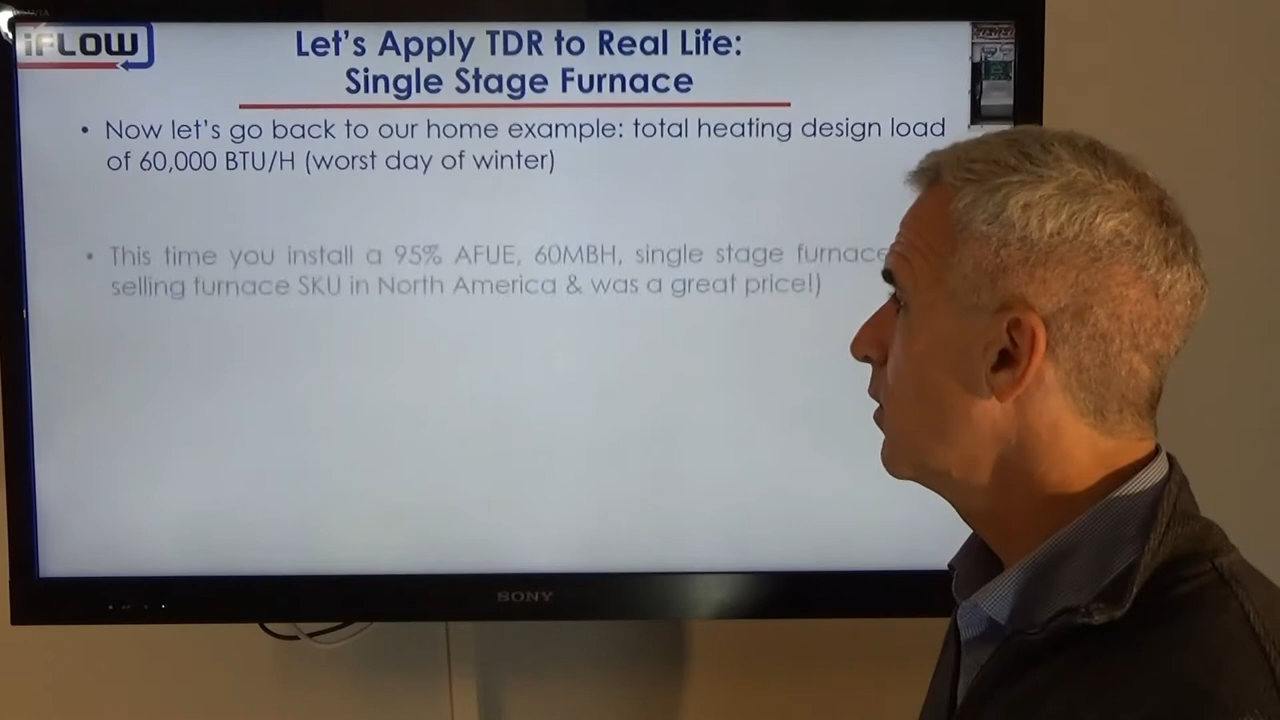 iFLOW
Let's Apply TDR to Real Life:
Single Stage Furnace
• Now let's go back to our home example: total heating design load
of 60,000 BTU/H (worst day of winter)
• This time you install a 95% AFUE, 60MBH, single stage furnace
selling furnace SKU in North America & was a great price!)
SONY